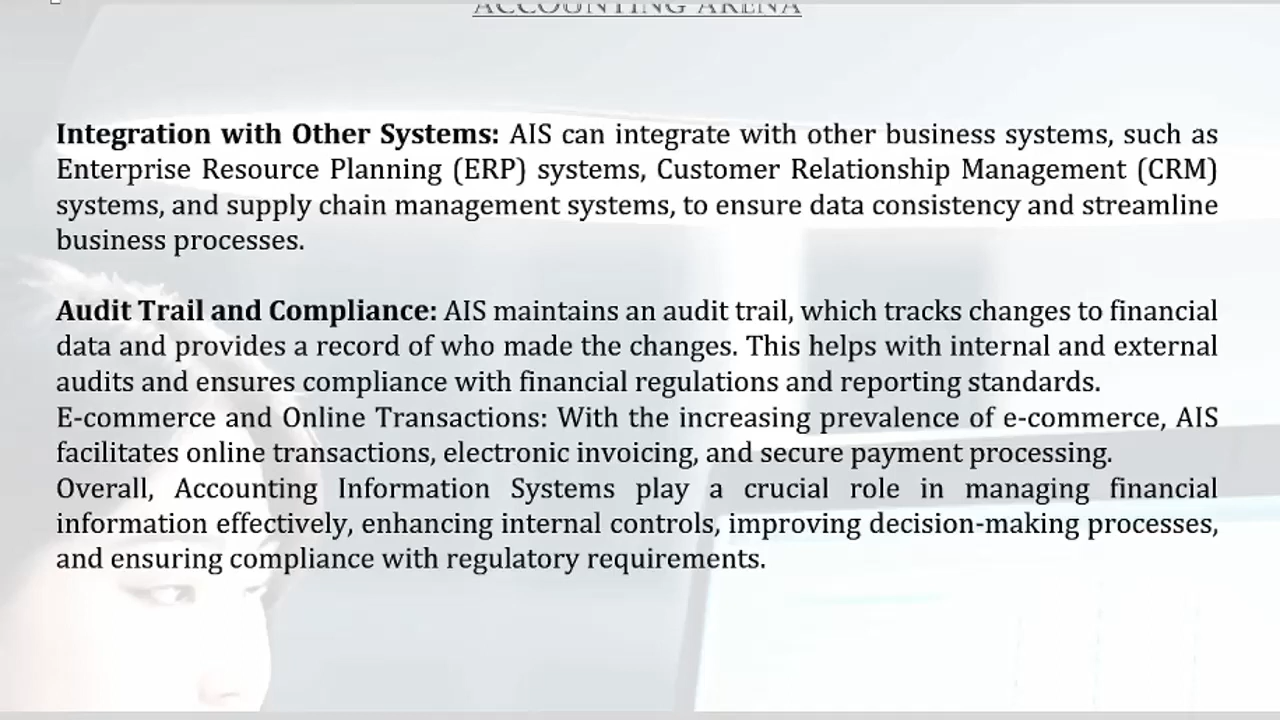 ACCOUNTING ARENA
Integration with Other Systems: AIS can integrate with other business systems, such as
Enterprise Resource Planning (ERP) systems, Customer Relationship Management (CRM)
systems, and supply chain management systems, to ensure data consistency and streamline
business processes.
Audit Trail and Compliance: AIS maintains an audit trail, which tracks changes to financial
data and provides a record of who made the changes. This helps with internal and external
audits and ensures compliance with financial regulations and reporting standards.
E-commerce and Online Transactions: With the increasing prevalence of e-commerce, AIS
facilitates online transactions, electronic invoicing, and secure payment processing.
Overall, Accounting Information Systems play a crucial role in managing financial
information effectively, enhancing internal controls, improving decision-making processes,
and ensuring compliance with regulatory requirements.